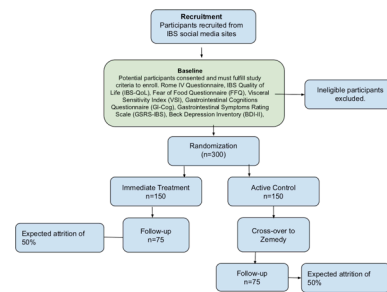 Recruitment
Participants recruited from
IBS social media sites
Baseline
Potential participants consented and must fulfill study
criteria to enroll. Rome IV Questionnaire, IBS Quality of
Life (IBS-QoL), Fear of Food Questionnaire (FFQ), Visceral
Sensitivity Index (VSI), Gastrointestinal Cognitions
Questionnaire (GI-Cog), Gastrointestinal Symptoms Rating
Scale (GSRS-IBS), Beck Depression Inventory (BDI-II),
Ineligible participants
excluded.
Randomization
(n=300)
Immediate Treatment
n=150
Active Control
n=150
Expected attrition of
50%
Follow-up
n=75
Cross-over to
Zemedy
Follow-up
n=75
Expected attrition of
50%